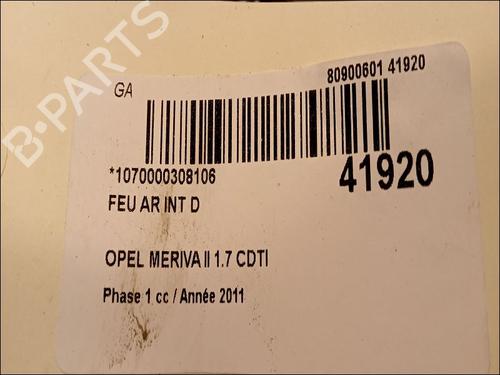 B-PARTS
GA
80900601 41920
*1070000308106
41920
FEU AR INT D
OPEL MERIVA II 1.7 CDTI
Phase 1 cc / Année 2011